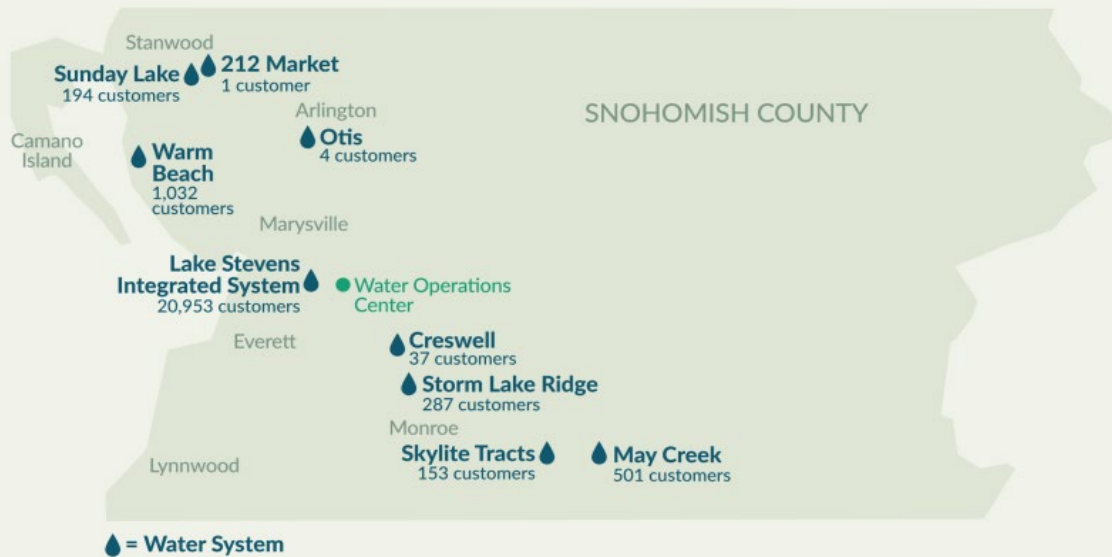 Stanwood
Sunday Lake
194 customers
212 Market
1 customer
Arlington
Otis
4 customers
SNOHOMISH COUNTY
Camano
Island
Warm
Beach
1,032
customers
Marysville
Lake Stevens
Integrated System
20,953 customers
Water Operations
Center
Everett
Creswell
37 customers
Storm Lake Ridge
287 customers
Monroe
Lynnwood
Skylite Tracts
153 customers
May Creek
501 customers
= Water System